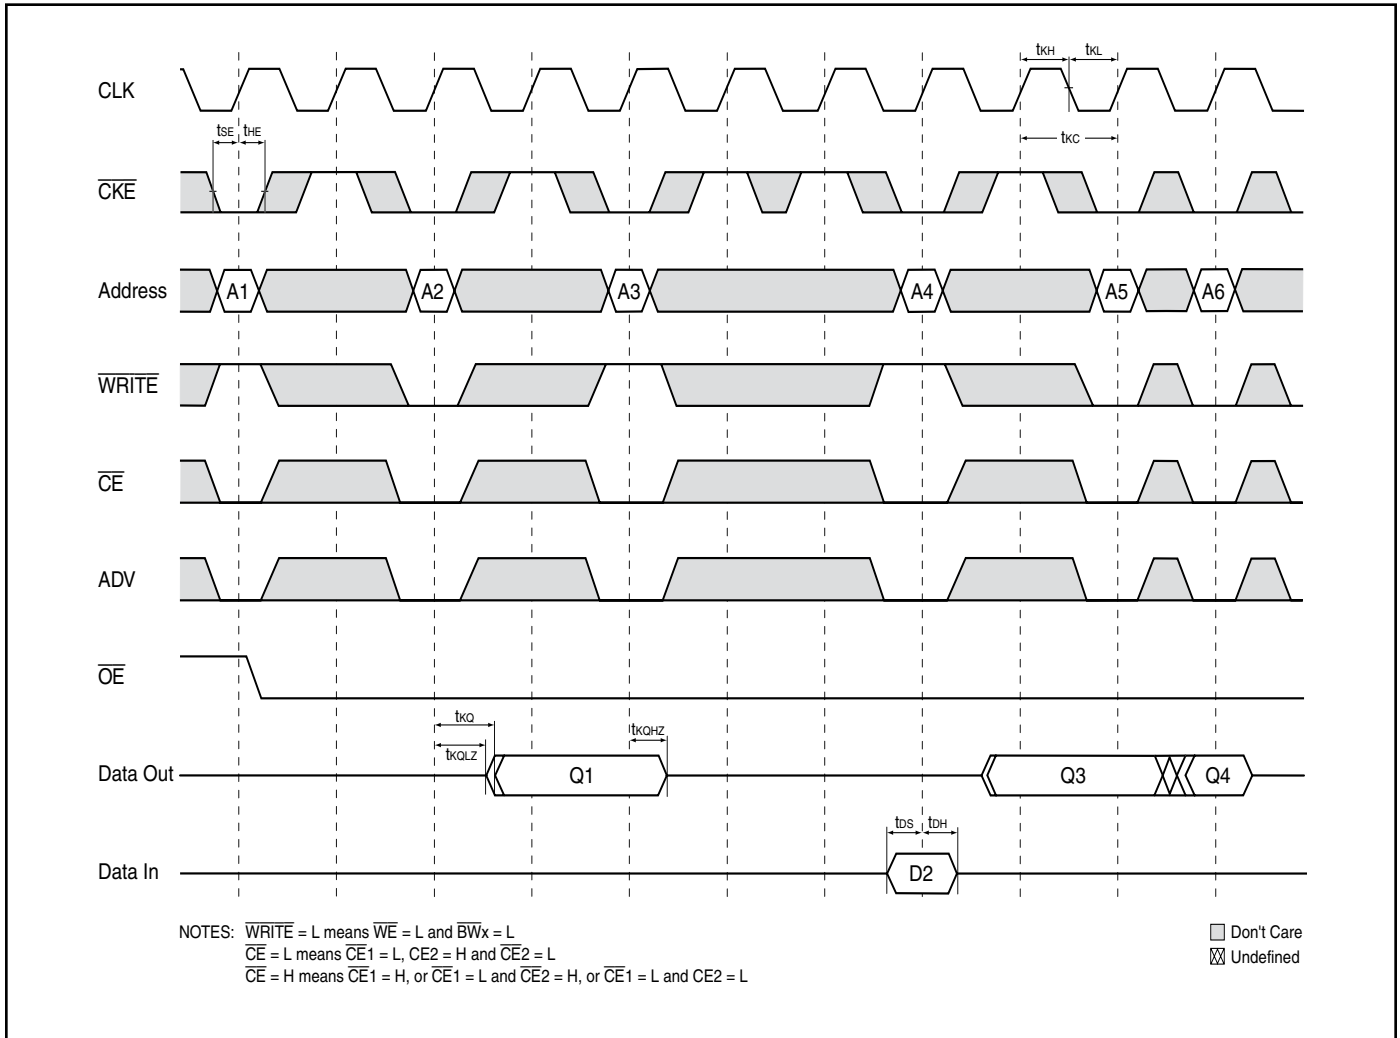 tKH tKL
CLK
tSE tHE
tKC
CKE
Address A1 A2 A3 A4 A5 A6
WRITE
CE
ADV
OE
tKQ
tKQLZ tKQHZ
Data Out Q1 Q3 Q4
tDS tDH
Data In D2
NOTES: WRITE = L means WE = L and BWx = L
CE = L means CE1 = L, CE2 = H and CE2 = L
CE = H means CE1 = H, or CE1 = L and CE2 = H, or CE1 = L and CE2 = L
Don't Care
Undefined